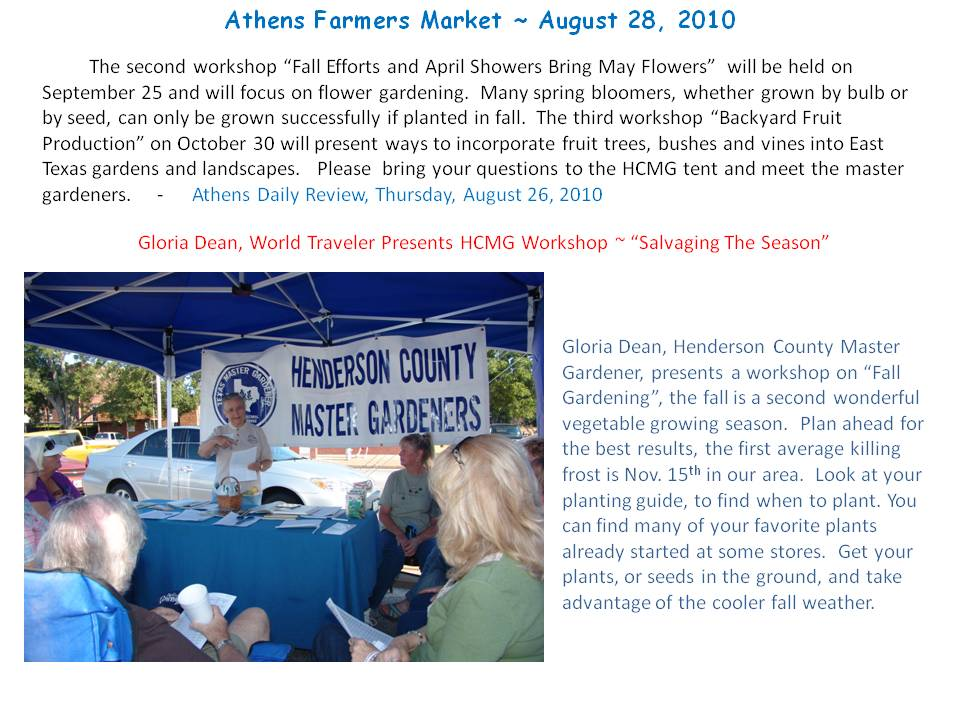 Athens Farmers Market ~ August 28, 2010
The second workshop “Fall Efforts and April Showers Bring May Flowers” will be held on
September 25 and will focus on flower gardening. Many spring bloomers, whether grown by bulb or
by seed, can only be grown successfully if planted in fall. The third workshop “Backyard Fruit
Production” on October 30 will present ways to incorporate fruit trees, bushes and vines into East
Texas gardens and landscapes. Please bring your questions to the HCMG tent and meet the master
gardeners. - Athens Daily Review, Thursday, August 26, 2010
Gloria Dean, World Traveler Presents HCMG Workshop ~ “Salvaging The Season”
TEXAS MASTER GARDENER
HENDERSON COUNTY
MASTER GARDENERS
Gloria Dean, Henderson County Master
Gardener, presents a workshop on “Fall
Gardening”, the fall is a second wonderful
vegetable growing season. Plan ahead for
the best results, the first average killing
frost is Nov. 15th in our area. Look at your
planting guide, to find when to plant. You
can find many of your favorite plants
already started at some stores. Get your
plants, or seeds in the ground, and take
advantage of the cooler fall weather.